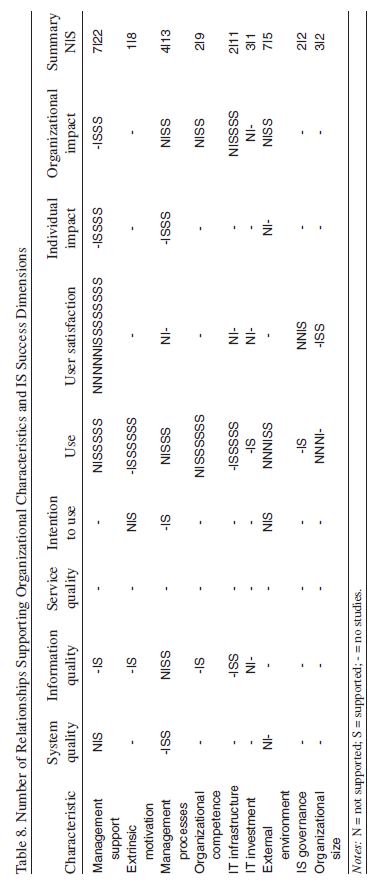 Table 8. Number of Relationships Supporting Organizational Characteristics and IS Success Dimensions
System Information Service Intention Individual Organizational Summary
Characteristic quality quality quality to use Use User satisfaction impact impact N|S
Management N|S -|S - - N|SSSSS NNNNN|SSSSSSSS -|SSSS -|SSS 7|22
support
Extrinsic - -|S - N|S -|SSSSSS - - - 1|8
motivation
Management -|SS N|SS - -|S N|SSS N|- -|SSS N|SS 4|13
processes
Organizational - -|S - - N|SSSSSS - - N|SS 2|9
competence
IT infrastructure - -|SS - - -|SSSSS N|- - N|SSSS 2|11
IT investment - N|- - - -|S N|- - N|- 3|1
External N|- - - N|S NNN|SS - N|- N|SS 7|5
environment
IS governance - - - - -|S NN|S - - 2|2
Organizational - - - - NNN|- -|SS - - 3|2
size
Notes: N = not supported; S = supported; - = no studies.